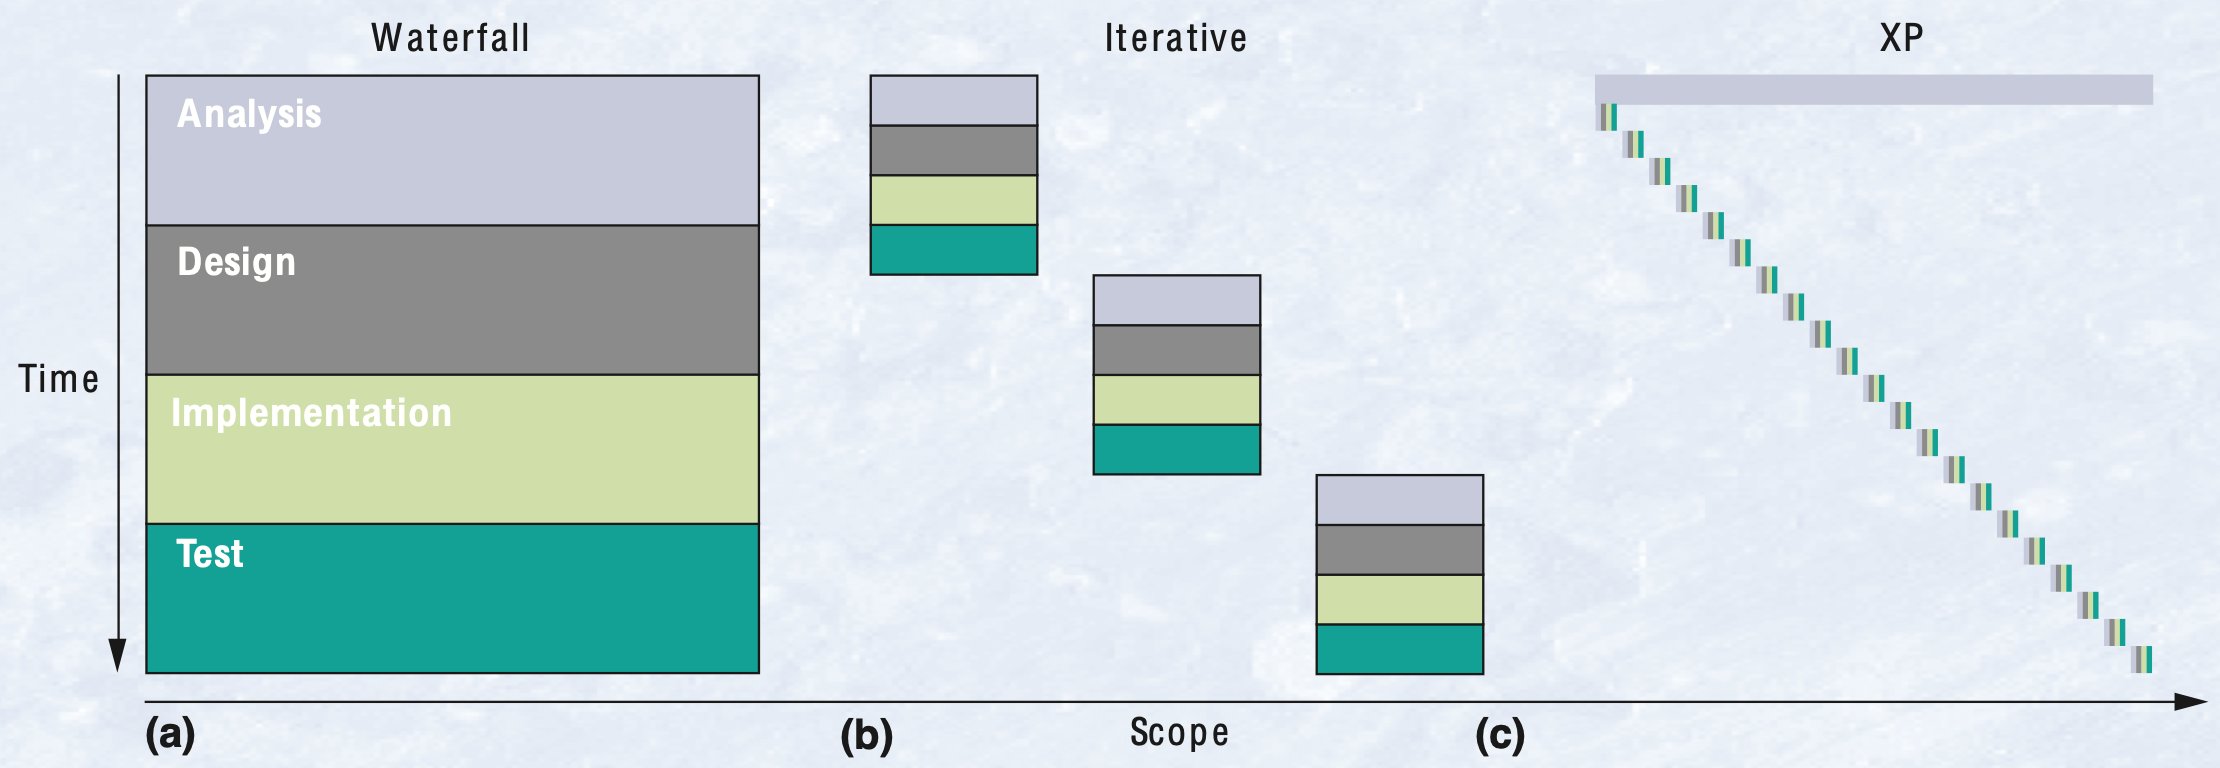 Waterfall
Iterative
XP
Analysis
Design
Time
Implementation
Test
(a)
(b)
Scope
(c)